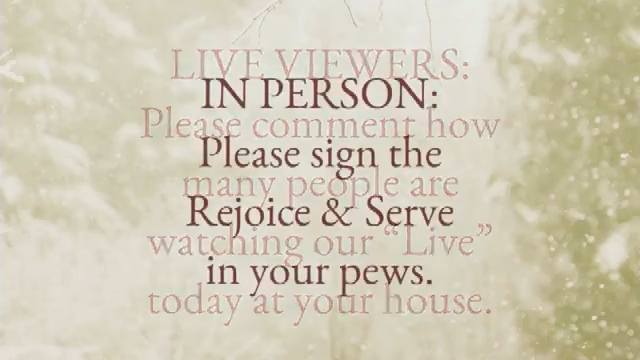 LIVE VIEWERS:
IN PERSON:
Please comment how
Please sign the
many people are
Rejoice & Serve
watching our “Live”
in your pews.
today at your house.